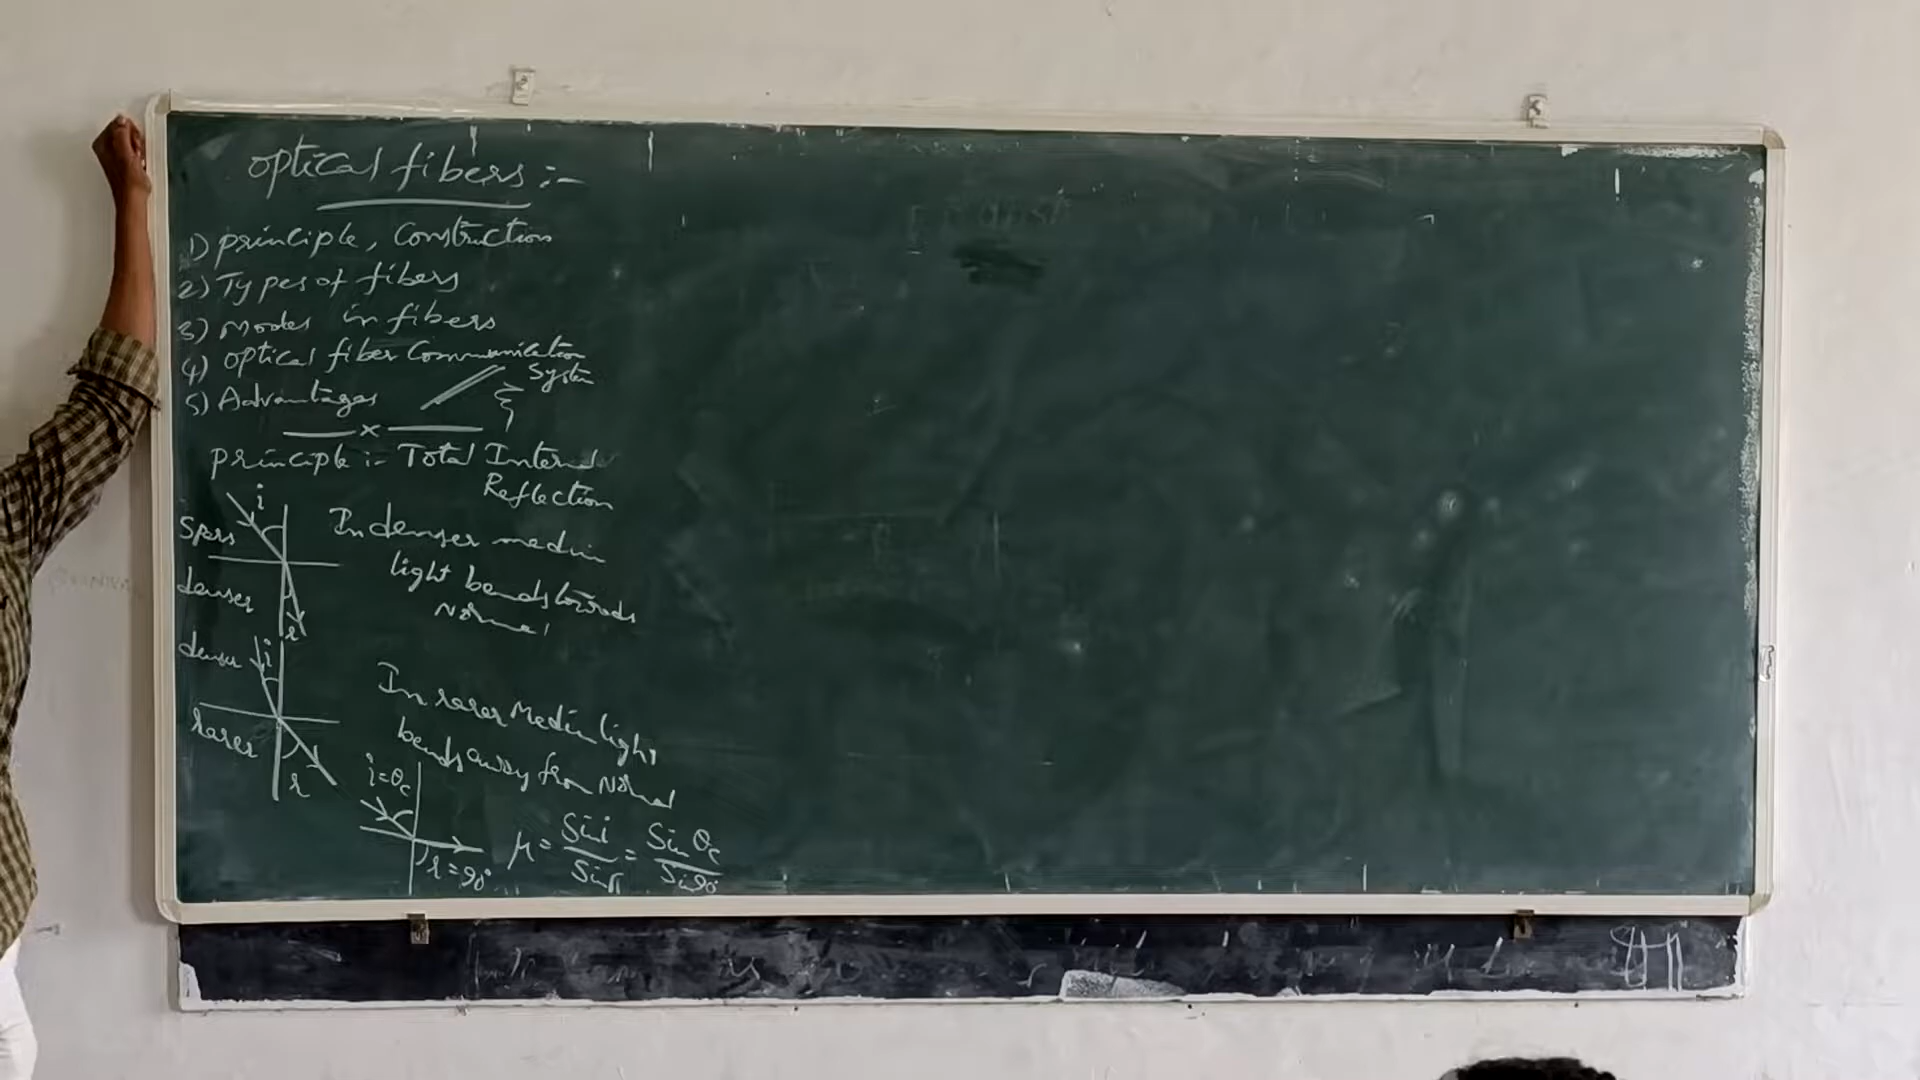 optical fibers :-
1) principle, Construction
2) Types of fibers
3) Modes in fibers
4) optical fiber Communication
System
5) Advantages
x
principle :- Total Internal
Reflection
i
In denser medium
light bends towards
Normal
denser
r
denser i
rarer
r
In rarer Medium light
bends away from Normal
i=θc
r=90°
μ = Sin i / Sin r = Sin θc / Sin 90°